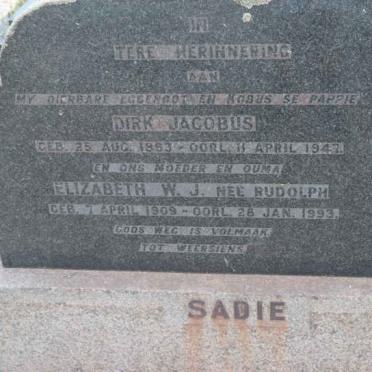 IN
TERE HERINNERING
AAN
MY DIERBARE EGGENOOT EN KOBUS SE PAPPIE
DIRK JACOBUS
GEB. 25 AUG. 1883 - OORL. 11 APRIL 1947.
EN ONS MOEDER EN OUMA
ELIZABETH W. J. NEE RUDOLPH
GEB. 7 APRIL 1909 - OORL. 28 JAN. 1993.
GODS WEG IS VOLMAAK.
TOT WEERSIENS.
SADIE